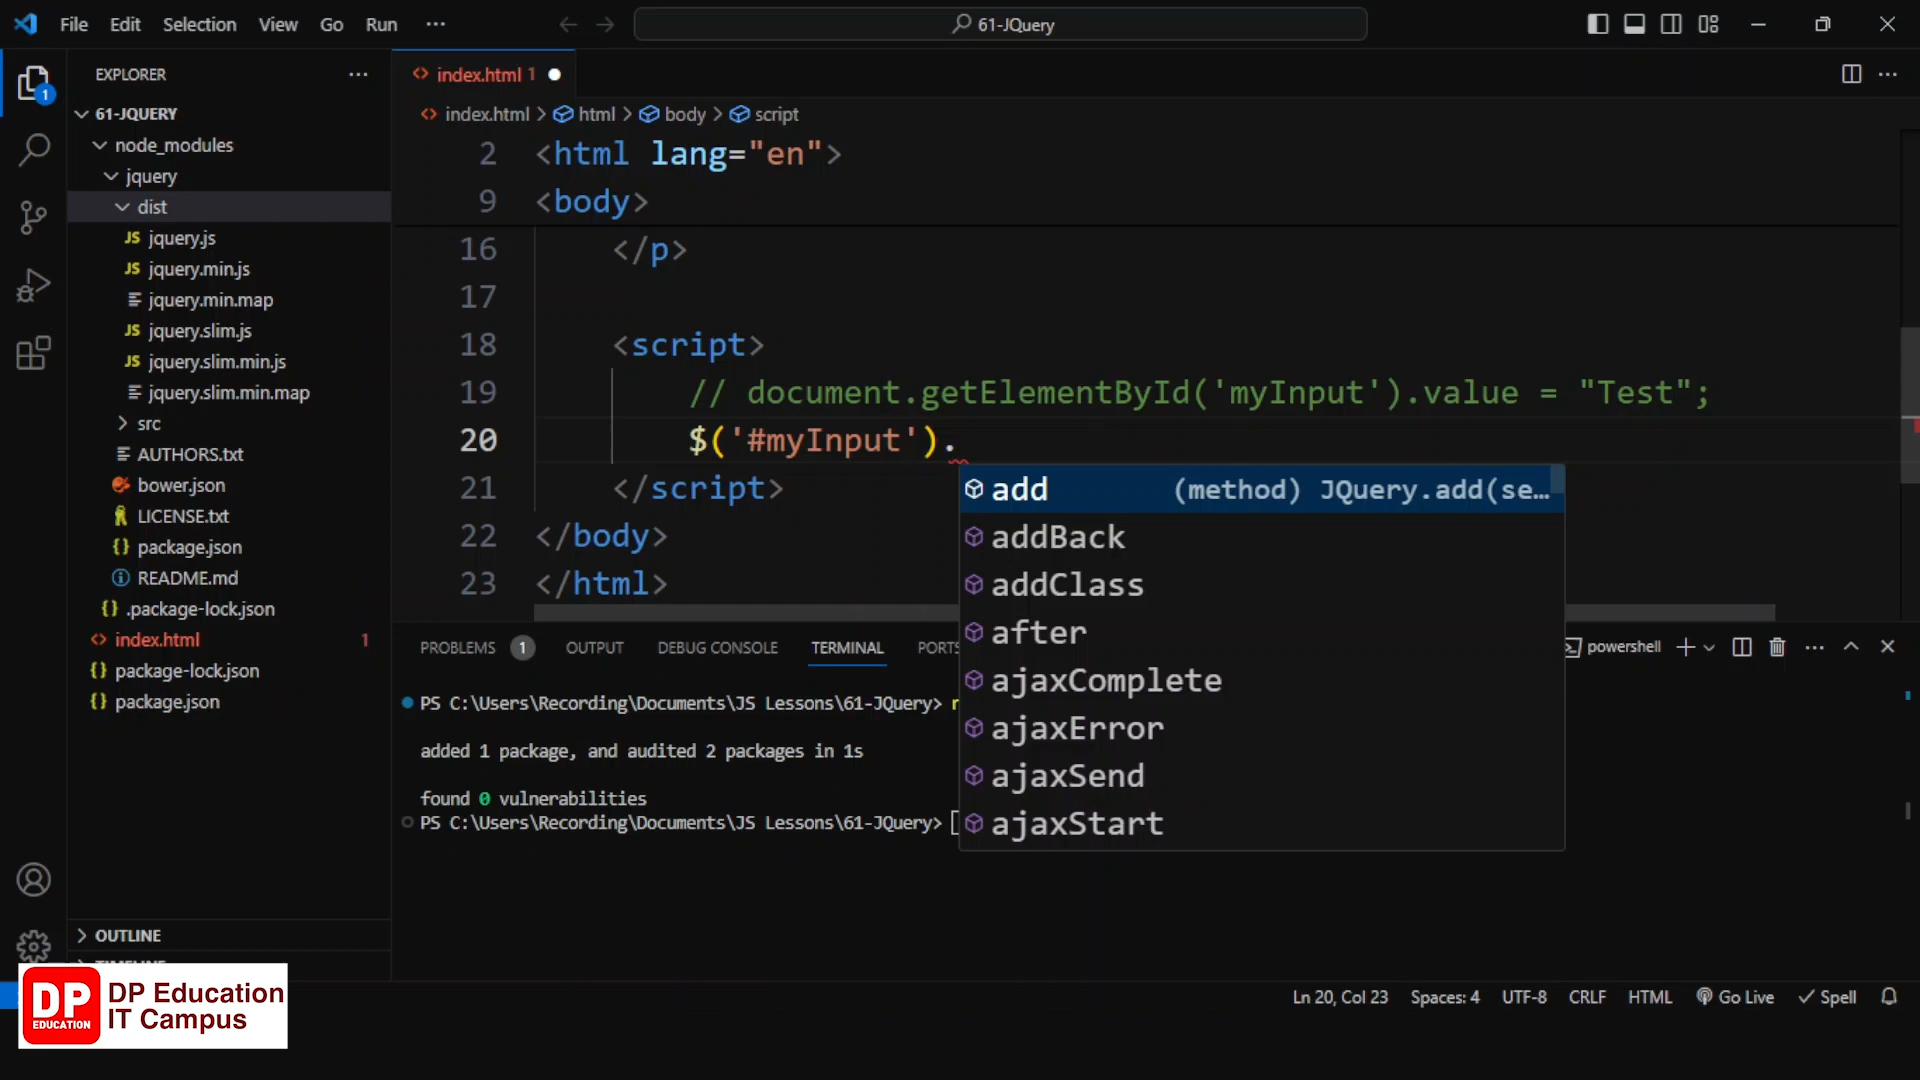 File Edit Selection View Go Run ···
61-JQuery
EXPLORER ···
61-JQUERY
node_modules
jquery
dist
JS jquery.js
JS jquery.min.js
jquery.min.map
JS jquery.slim.js
JS jquery.slim.min.js
jquery.slim.min.map
src
AUTHORS.txt
bower.json
LICENSE.txt
{} package.json
README.md
{} .package-lock.json
<> index.html 1
{} package-lock.json
{} package.json
OUTLINE
TIMELINE
1
<> index.html 1
<> index.html > html > body > script
2 <html lang="en">
9 <body>
16 </p>
17
18 <script>
19 // document.getElementById('myInput').value = "Test";
20 $('#myInput').
21 </script>
22 </body>
23 </html>
add (method) JQuery.add(se…
addBack
addClass
after
ajaxComplete
ajaxError
ajaxSend
ajaxStart
PROBLEMS 1 OUTPUT DEBUG CONSOLE TERMINAL PORTS
powershell
PS C:\Users\Recording\Documents\JS Lessons\61-JQuery>
added 1 package, and audited 2 packages in 1s
found 0 vulnerabilities
PS C:\Users\Recording\Documents\JS Lessons\61-JQuery>
DP
EDUCATION
DP Education
IT Campus
Ln 20, Col 23 Spaces: 4 UTF-8 CRLF HTML Go Live Spell